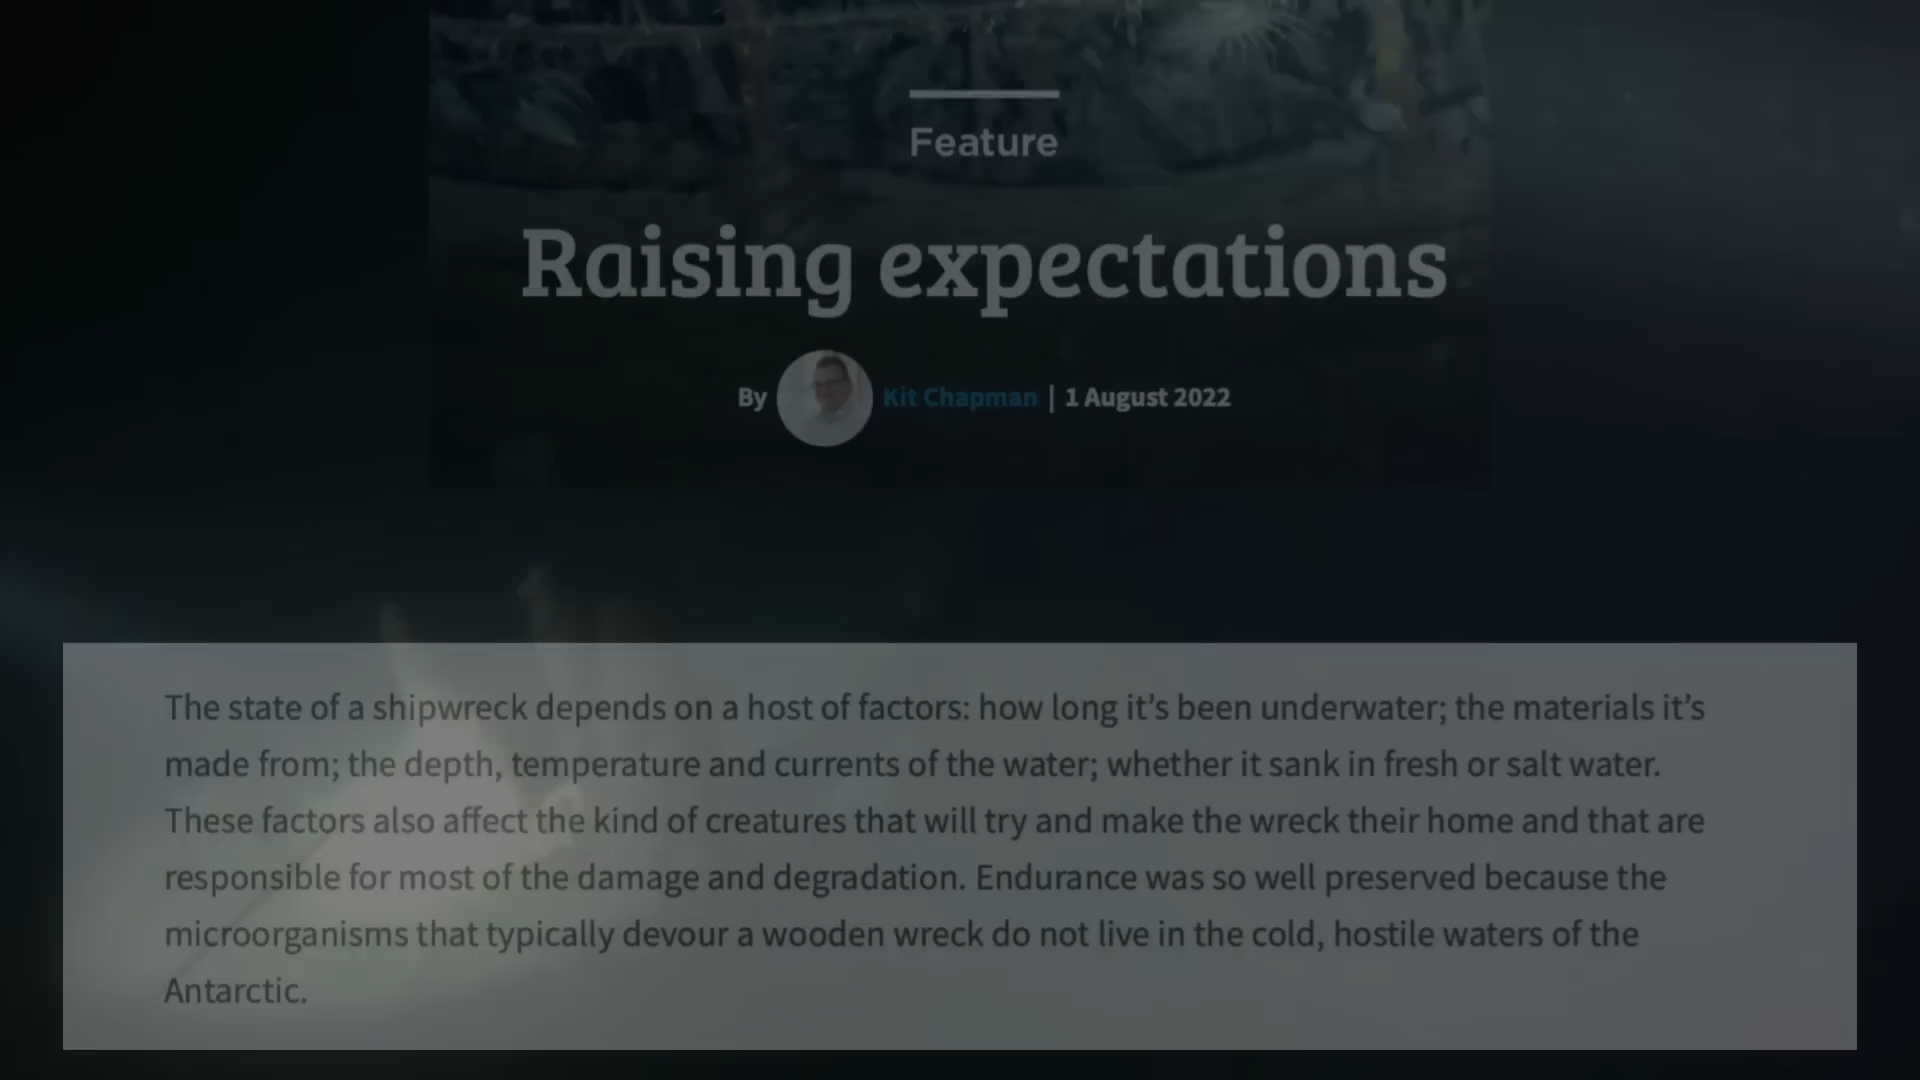 Feature
Raising expectations
By Kit Chapman | 1 August 2022
The state of a shipwreck depends on a host of factors: how long it’s been underwater; the materials it’s
made from; the depth, temperature and currents of the water; whether it sank in fresh or salt water.
These factors also affect the kind of creatures that will try and make the wreck their home and that are
responsible for most of the damage and degradation. Endurance was so well preserved because the
microorganisms that typically devour a wooden wreck do not live in the cold, hostile waters of the
Antarctic.